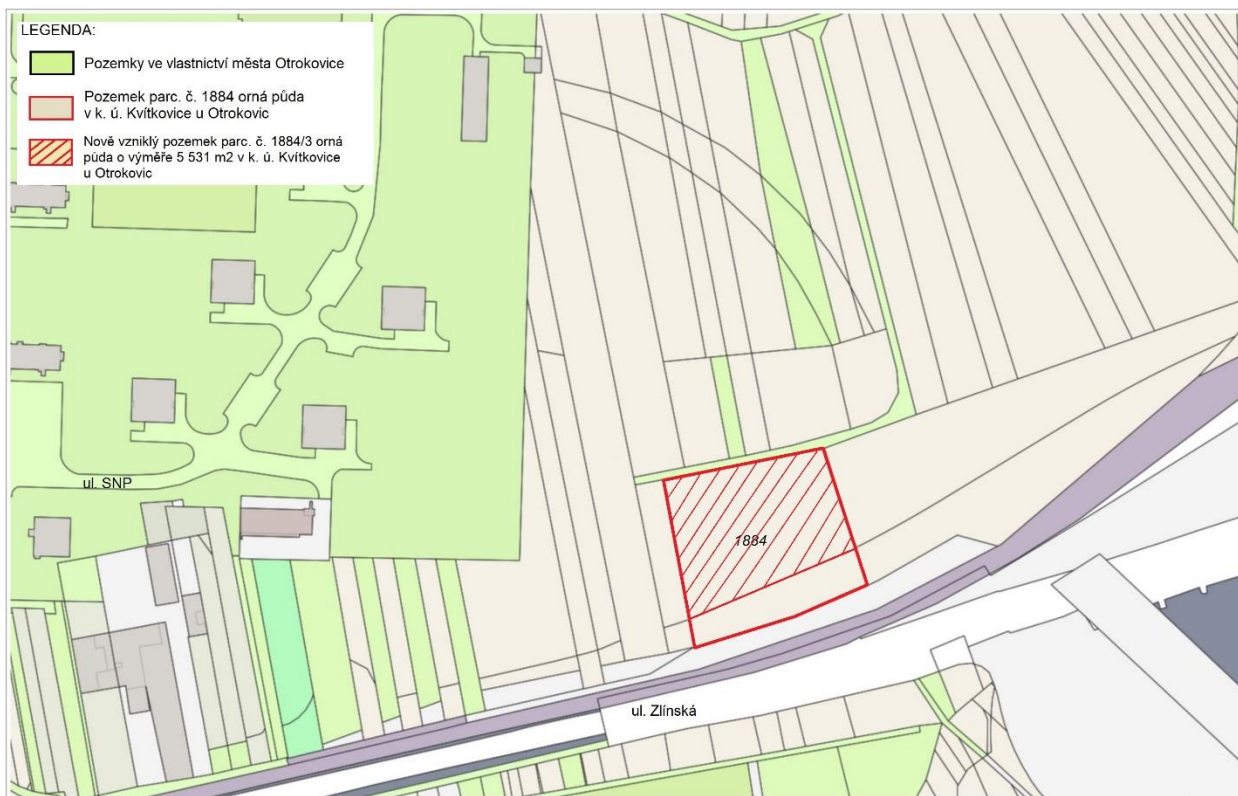 LEGENDA:
Pozemky ve vlastnictví města Otrokovice
Pozemek parc. č. 1884 orná půda
v k. ú. Kvítkovice u Otrokovic
Nově vzniklý pozemek parc. č. 1884/3 orná
půda o výměře 5 531 m2 v k. ú. Kvítkovice
u Otrokovic
ul. SNP
1884
ul. Zlínská